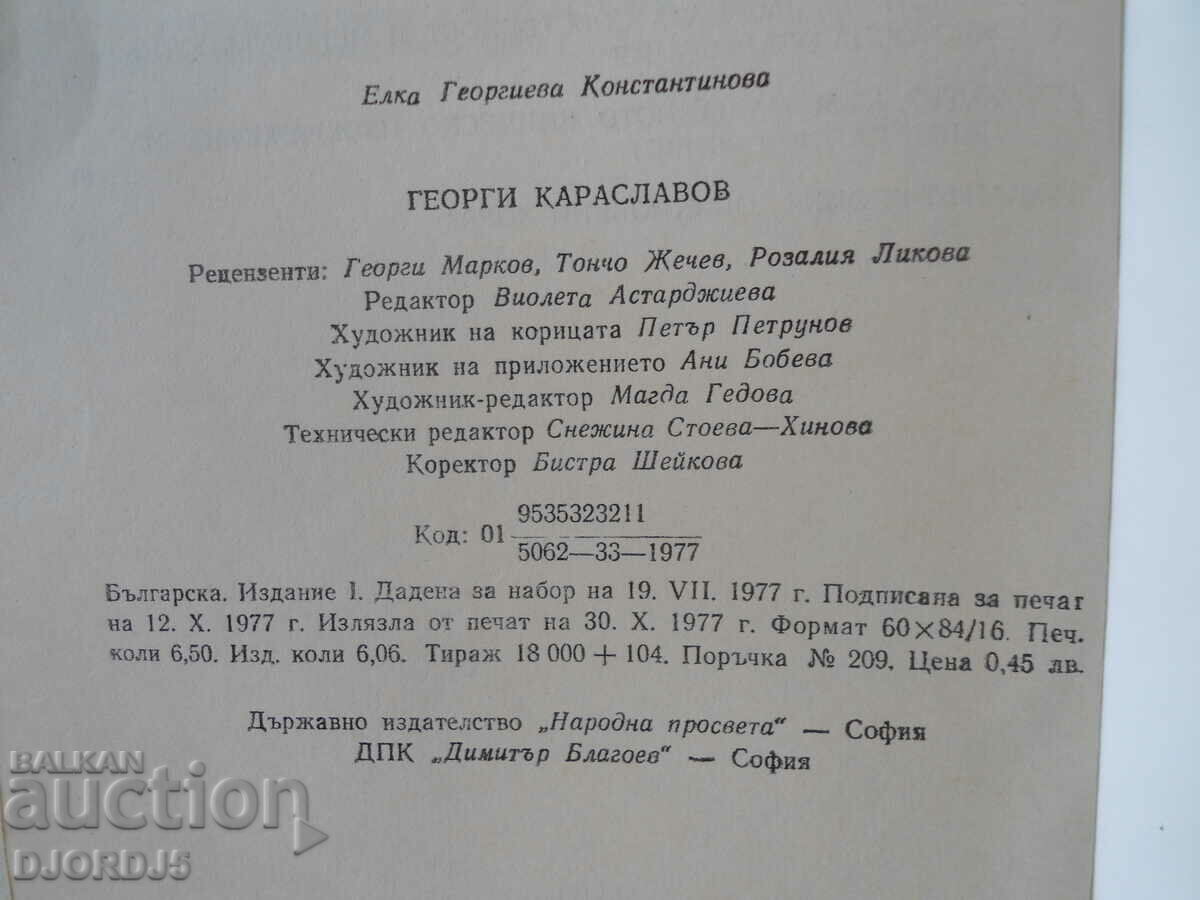 Елка Георгиева Константинова
ГЕОРГИ КАРАСЛАВОВ
Рецензенти: Георги Марков, Тончо Жечев, Розалия Ликова
Редактор Виолета Астарджиева
Художник на корицата Петър Петрунов
Художник на приложението Ани Бобева
Художник-редактор Магда Гедова
Технически редактор Снежина Стоева—Хинова
Коректор Бистра Шейкова
9535323211
Код: 01
5062—33—1977
Българска. Издание I. Дадена за набор на 19. VII. 1977 г. Подписана за печат
на 12. X. 1977 г. Излязла от печат на 30. X. 1977 г. Формат 60×84/16. Печ.
коли 6,50. Изд. коли 6,06. Тираж 18 000 + 104. Поръчка № 209. Цена 0,45 лв.
Държавно издателство „Народна просвета“ — София
ДПК „Димитър Благоев“ — София
BALKAN
auction
DJORDJ5